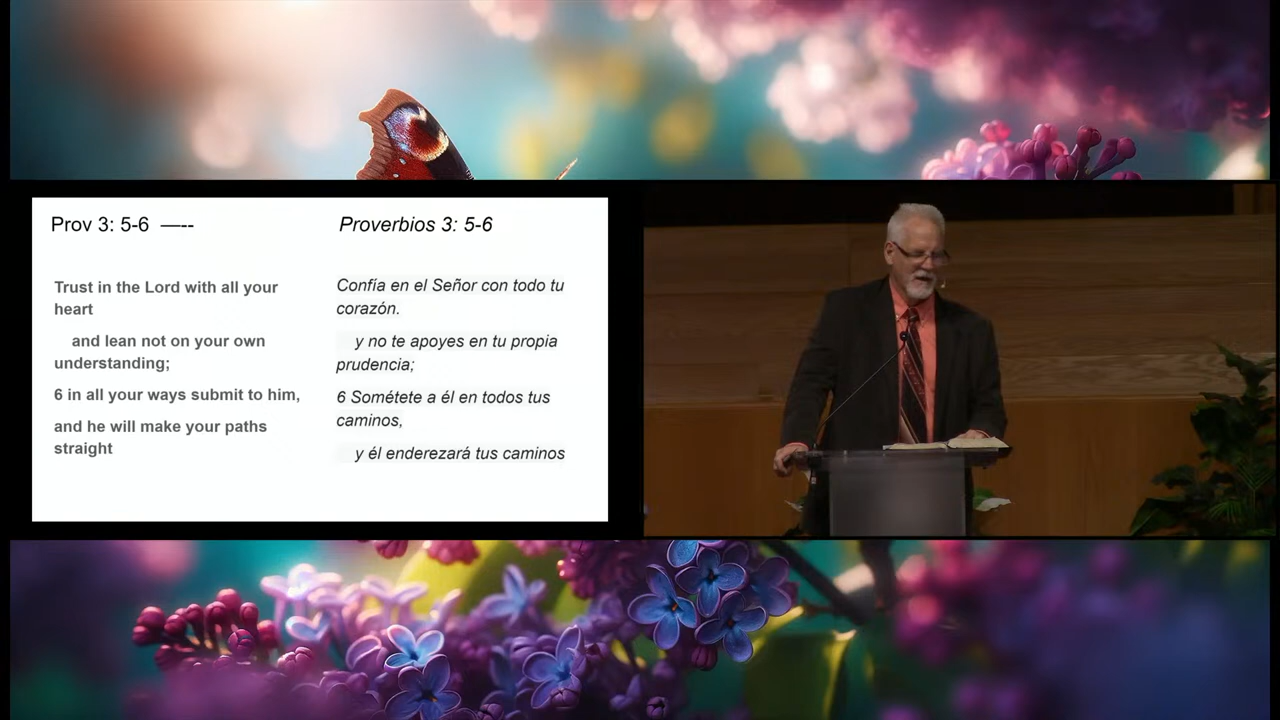 Prov 3: 5-6 —--
Trust in the Lord with all your
heart
and lean not on your own
understanding;
6 in all your ways submit to him,
and he will make your paths
straight
Proverbios 3: 5-6
Confía en el Señor con todo tu
corazón.
y no te apoyes en tu propia
prudencia;
6 Sométete a él en todos tus
caminos,
y él enderezará tus caminos